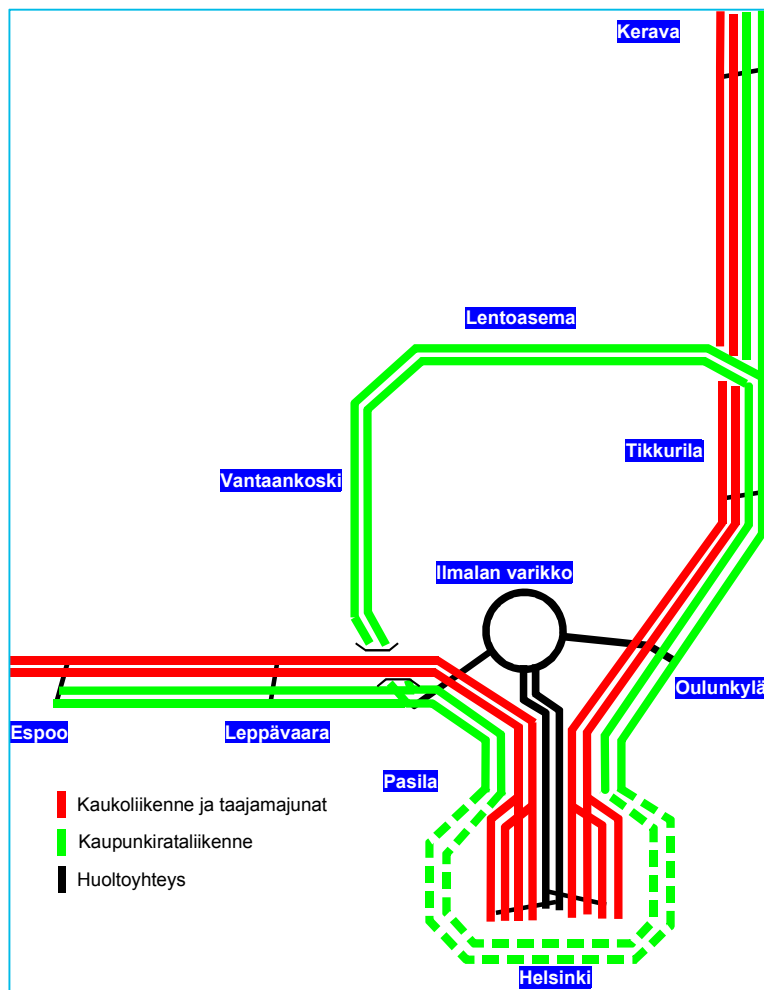 Kerava
Lentoasema
Tikkurila
Vantaankoski
Ilmalan varikko
Oulunkylä
Espoo
Leppävaara
Pasila
Kaukoliikenne ja taajamajunat
Kaupunkirataliikenne
Huoltoyhteys
Helsinki